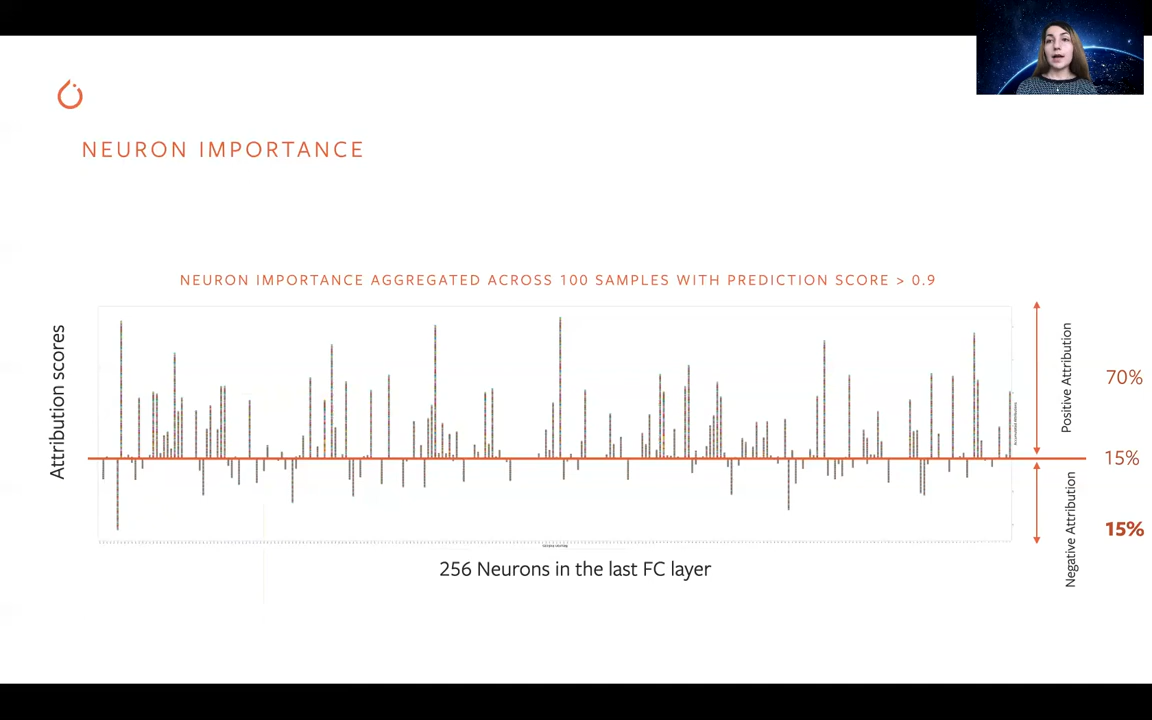 NEURON IMPORTANCE
NEURON IMPORTANCE AGGREGATED ACROSS 100 SAMPLES WITH PREDICTION SCORE > 0.9
Attribution scores
Positive Attribution
70%
15%
Negative Attribution
15%
256 Neurons in the last FC layer